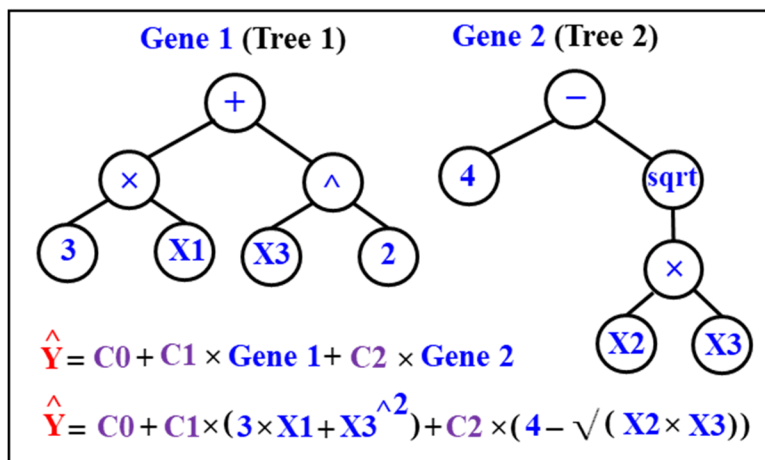 Gene 1 (Tree 1)
Gene 2 (Tree 2)
+
−
×
^
4
sqrt
3
X1
X3
2
×
X2
X3
^
Y = C0 + C1 × Gene 1 + C2 × Gene 2
^
Y = C0 + C1 × (3 × X1 + X3^2) + C2 × (4 − √( X2 × X3))